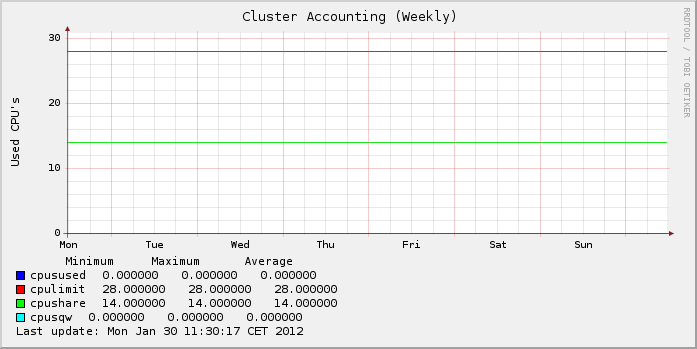 Cluster Accounting (Weekly)
RRDTOOL / TOBI OETIKER
Used CPU's
30
20
10
0
Mon Tue Wed Thu Fri Sat Sun
Minimum Maximum Average
cpusused 0.000000 0.000000 0.000000
cpulimit 28.000000 28.000000 28.000000
cpushare 14.000000 14.000000 14.000000
cpusqw 0.000000 0.000000 0.000000
Last update: Mon Jan 30 11:30:17 CET 2012